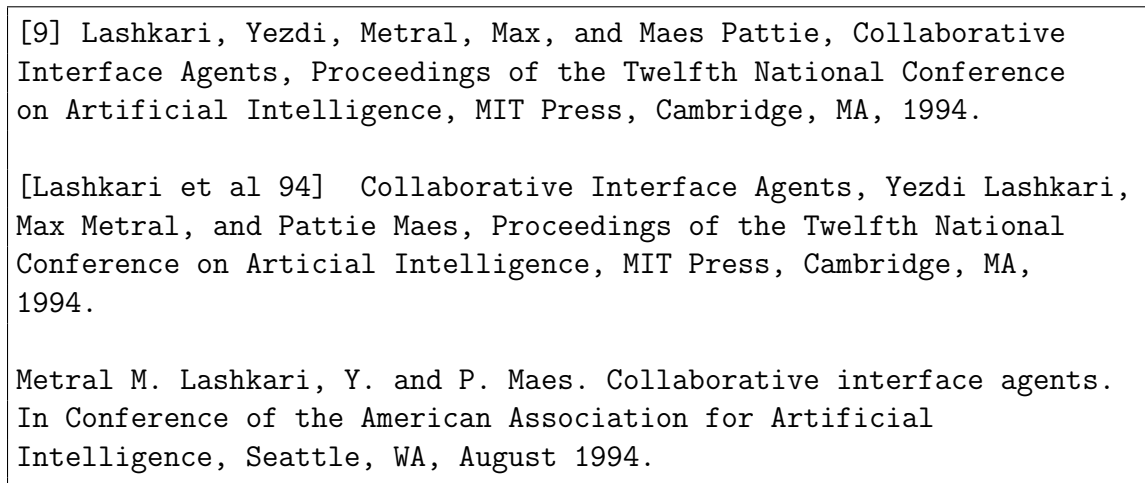 [9] Lashkari, Yezdi, Metral, Max, and Maes Pattie, Collaborative
Interface Agents, Proceedings of the Twelfth National Conference
on Artificial Intelligence, MIT Press, Cambridge, MA, 1994.
[Lashkari et al 94]  Collaborative Interface Agents, Yezdi Lashkari,
Max Metral, and Pattie Maes, Proceedings of the Twelfth National
Conference on Articial Intelligence, MIT Press, Cambridge, MA,
1994.
Metral M. Lashkari, Y. and P. Maes. Collaborative interface agents.
In Conference of the American Association for Artificial
Intelligence, Seattle, WA, August 1994.